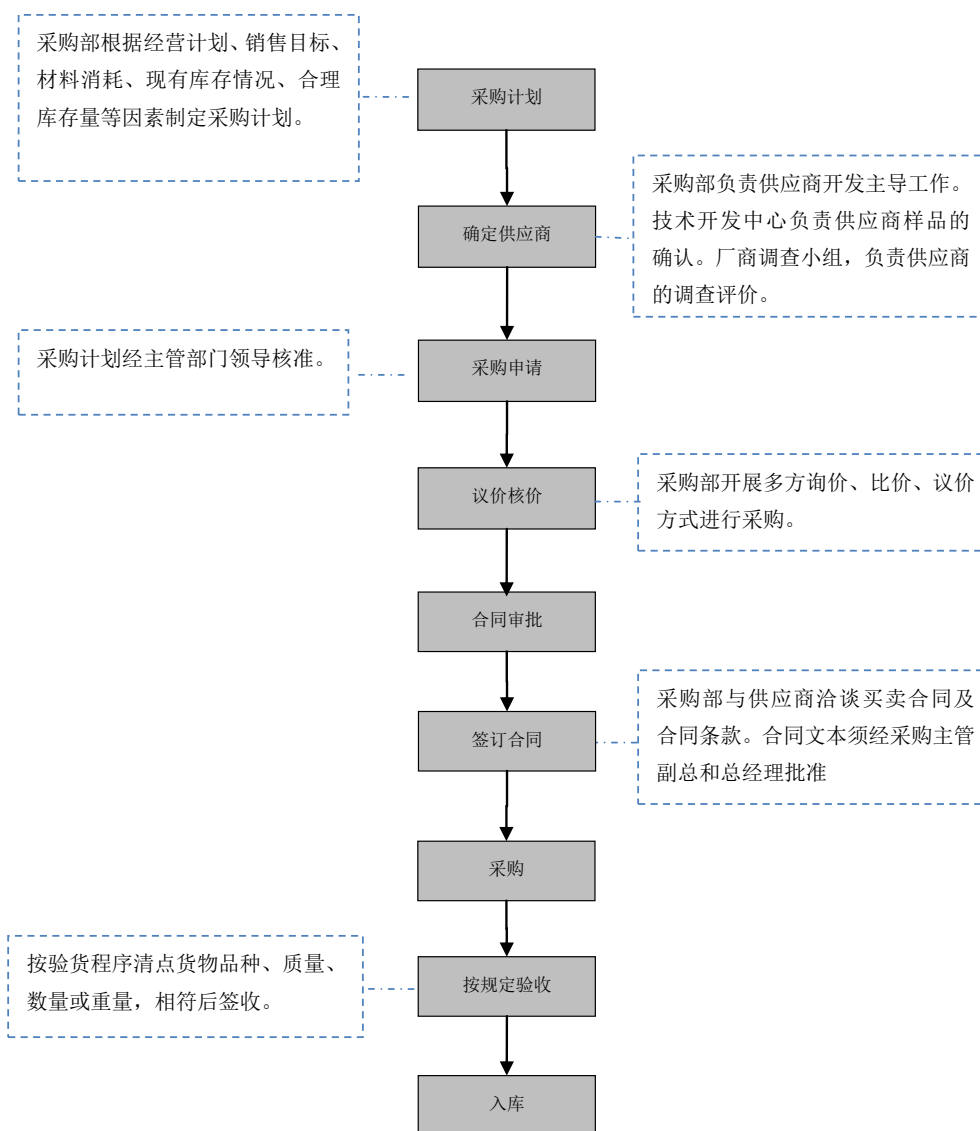 采购部根据经营计划、销售目标、
材料消耗、现有库存情况、合理
库存量等因素制定采购计划。
采购计划
采购部负责供应商开发主导工作。
技术开发中心负责供应商样品的
确认。厂商调查小组，负责供应商
的调查评价。
确定供应商
采购计划经主管部门领导核准。
采购申请
议价核价
采购部开展多方询价、比价、议价
方式进行采购。
合同审批
采购部与供应商洽谈买卖合同及
合同条款。合同文本须经采购主管
副总和总经理批准
签订合同
采购
按验货程序清点货物品种、质量、
数量或重量，相符后签收。
按规定验收
入库